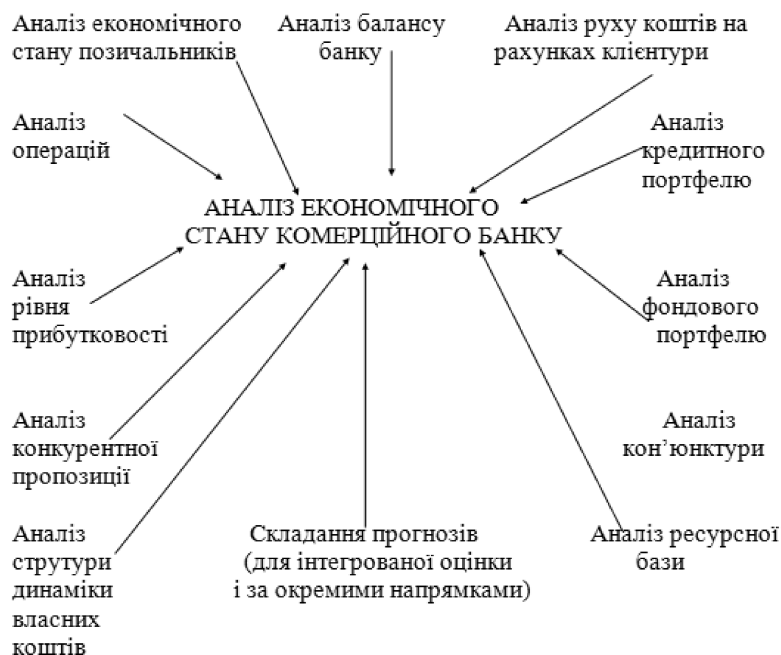 Аналіз економічного
стану позичальників
Аналіз балансу
банку
Аналіз руху коштів на
рахунках клієнтури
Аналіз
операцій
Аналіз
кредитного
портфелю
АНАЛІЗ ЕКОНОМІЧНОГО
СТАНУ КОМЕРЦІЙНОГО БАНКУ
Аналіз
рівня
прибутковості
Аналіз
фондового
портфелю
Аналіз
конкурентної
пропозиції
Аналіз
кон’юнктури
Аналіз
струтури
динаміки
власних
коштів
Складання прогнозів
(для інтегрованої оцінки
і за окремими напрямками)
Аналіз ресурсної
бази